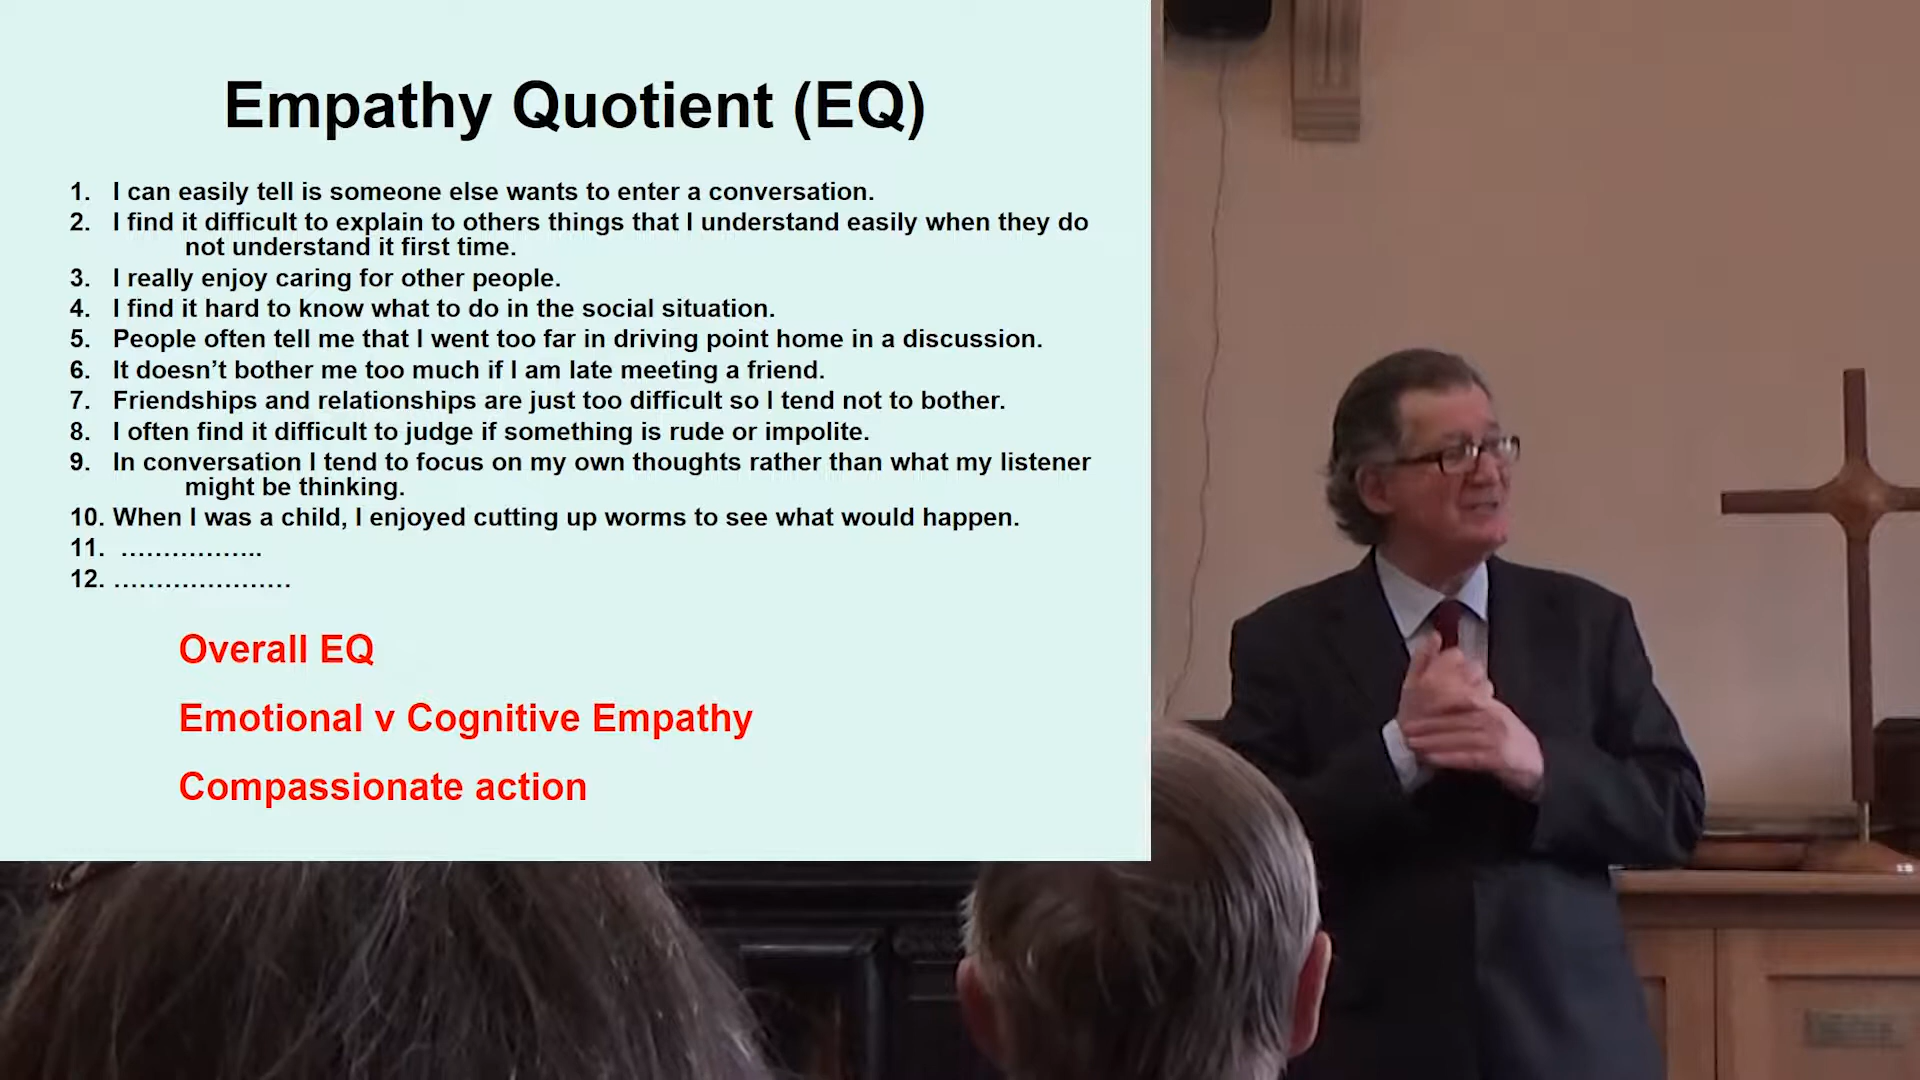 Empathy Quotient (EQ)
1. I can easily tell is someone else wants to enter a conversation.
2. I find it difficult to explain to others things that I understand easily when they do
not understand it first time.
3. I really enjoy caring for other people.
4. I find it hard to know what to do in the social situation.
5. People often tell me that I went too far in driving point home in a discussion.
6. It doesn’t bother me too much if I am late meeting a friend.
7. Friendships and relationships are just too difficult so I tend not to bother.
8. I often find it difficult to judge if something is rude or impolite.
9. In conversation I tend to focus on my own thoughts rather than what my listener
might be thinking.
10. When I was a child, I enjoyed cutting up worms to see what would happen.
11. ……………..
12. …………………
Overall EQ
Emotional v Cognitive Empathy
Compassionate action